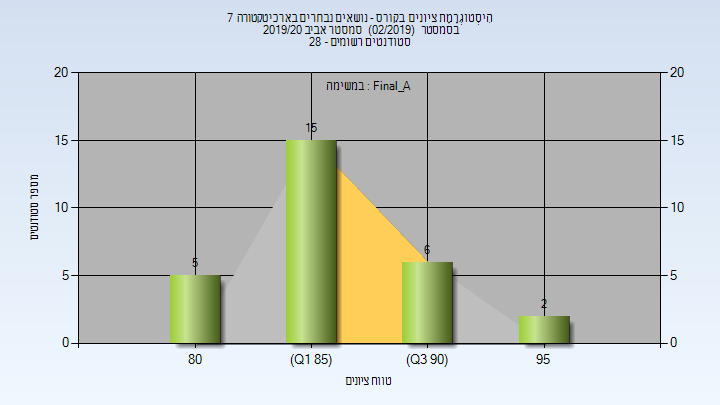 הִיסְטוֹגְרָמַת ציונים בקורס - נושאים נבחרים בארכיטקטורה 7
בסמסטר (02/2019) סמסטר אביב 2019/20
סטודנטים רשומים - 28
במשימה : Final_A
20
15
10
5
0
20
15
10
5
0
מספר סטודנטים
5
15
6
2
80
(Q1 85)
(Q3 90)
95
טווח ציונים